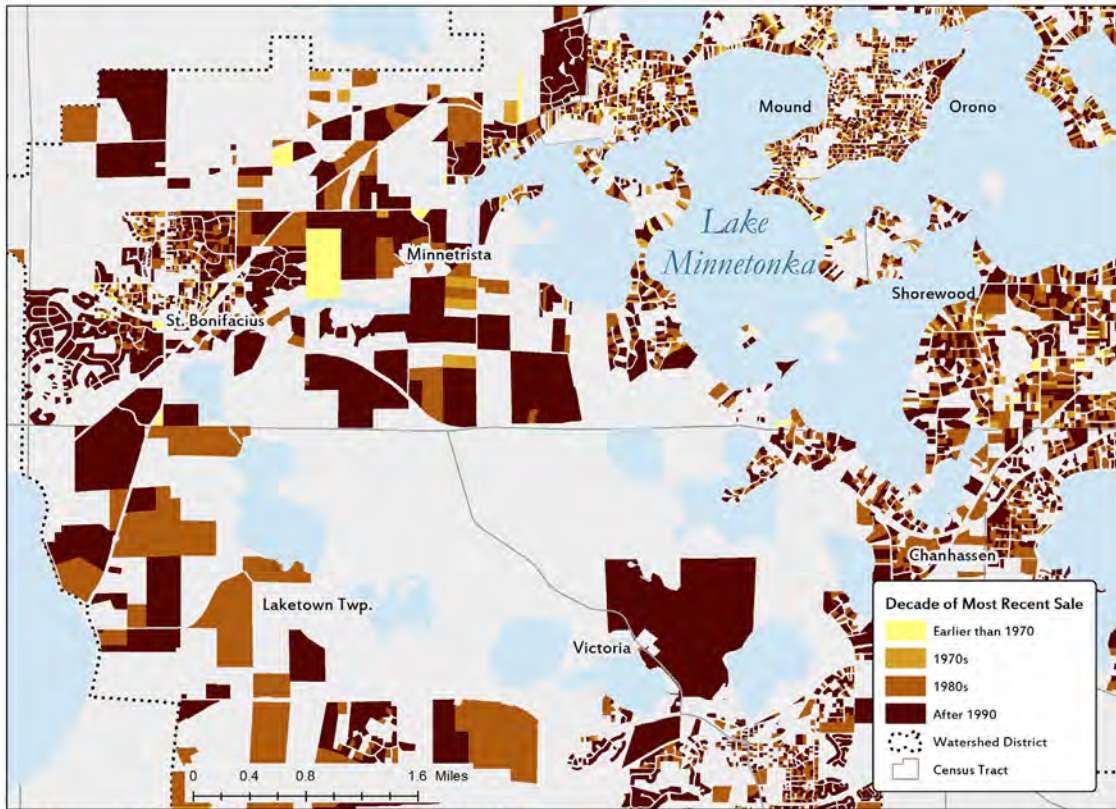 Mound
Orono
Lake
Minnetonka
Minnetrista
Shorewood
St. Bonifacius
Chanhassen
Laketown Twp.
Victoria
Decade of Most Recent Sale
Earlier than 1970
1970s
1980s
After 1990
Watershed District
Census Tract
0 0.4 0.8 1.6 Miles